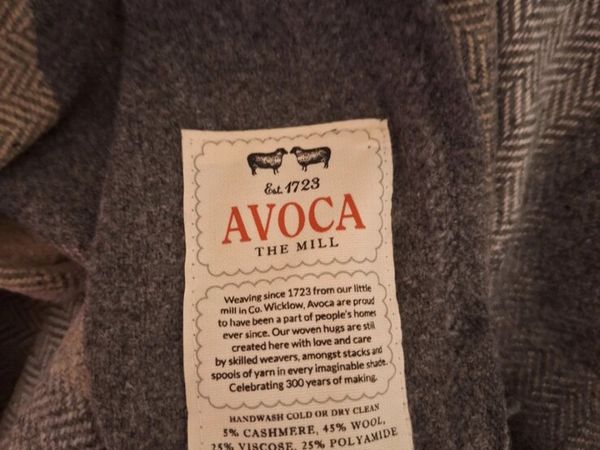 Est. 1723
AVOCA
THE MILL
Weaving since 1723 from our little
mill in Co. Wicklow, Avoca are proud
to have been a part of people's homes
ever since. Our woven hugs are still
created here with love and care
by skilled weavers, amongst stacks and
spools of yarn in every imaginable shade.
Celebrating 300 years of making.
HANDWASH COLD OR DRY CLEAN
5% CASHMERE, 45% WOOL,
25% VISCOSE, 25% POLYAMIDE